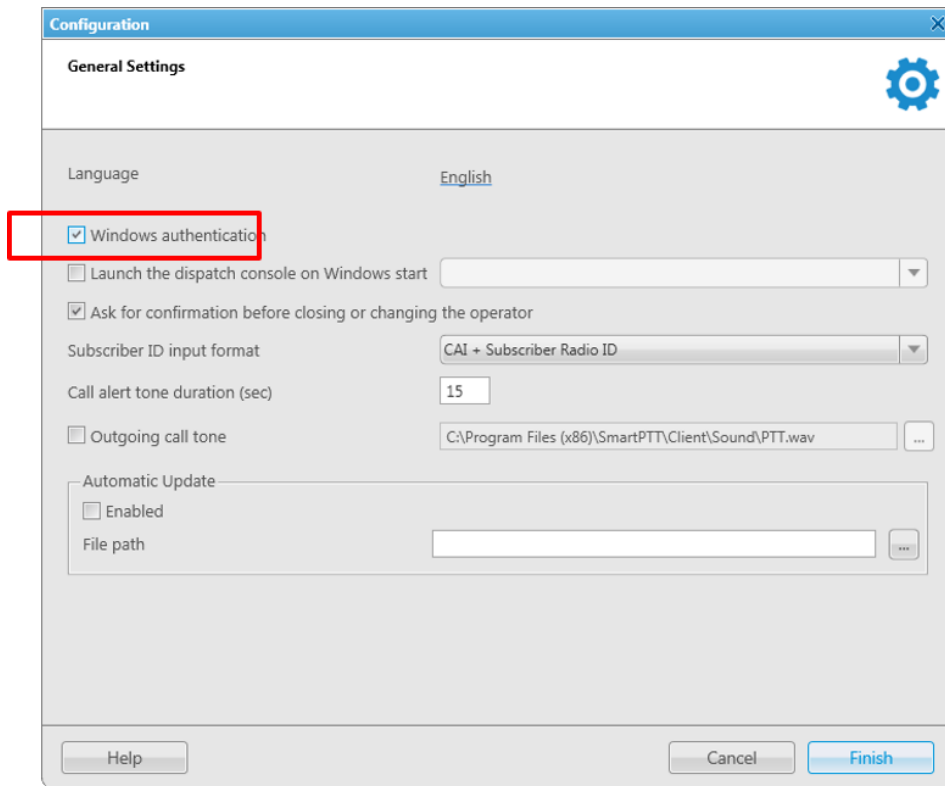 Configuration
General Settings
Language English
Windows authentication
Launch the dispatch console on Windows start
Ask for confirmation before closing or changing the operator
Subscriber ID input format CAI + Subscriber Radio ID
Call alert tone duration (sec) 15
Outgoing call tone C:\Program Files (x86)\SmartPTT\Client\Sound\PTT.wav ...
Automatic Update
Enabled
File path ...
Help Cancel Finish